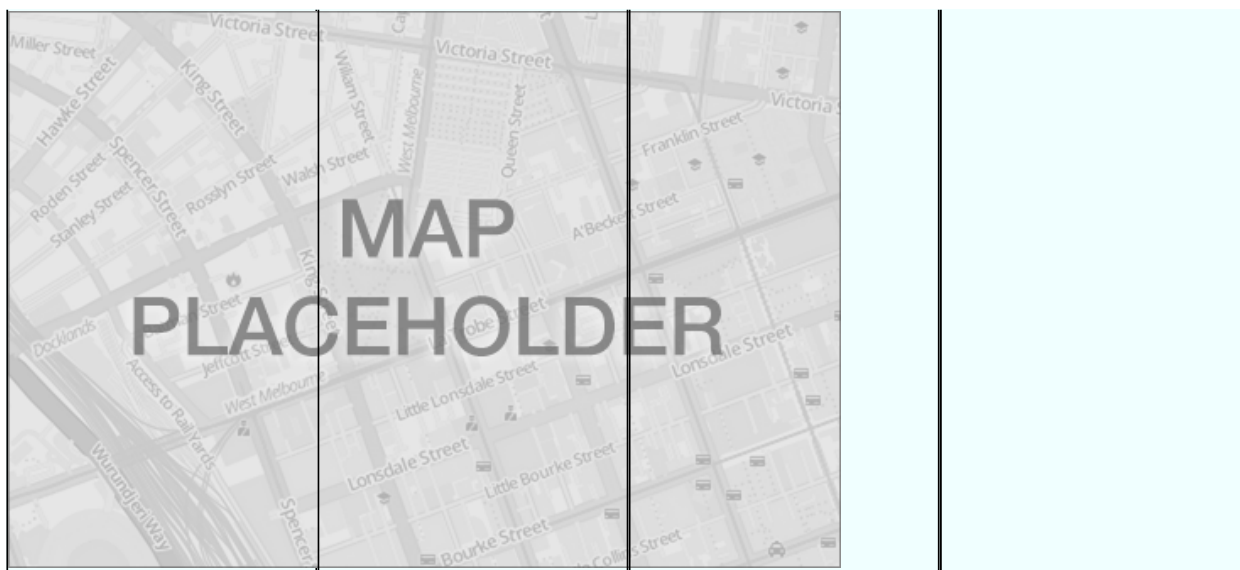 Victoria Street
Miller Street
Victoria Street
Hawke Street
King Street
William Street
West Melbourne
Queen Street
Victoria S
Franklin Street
Spencer Street
Roden Street
Rosslyn Street
Walsh Street
Stanley Street
A'Beckett Street
MAP
PLACEHOLDER
Docklands
Jeffcott Street
Lonsdale Street
West Melbourne
Little Lonsdale Street
Access to Rail Yards
Wurundjeri Way
Lonsdale Street
Little Bourke Street
Spencer
Bourke Street
Collins Street